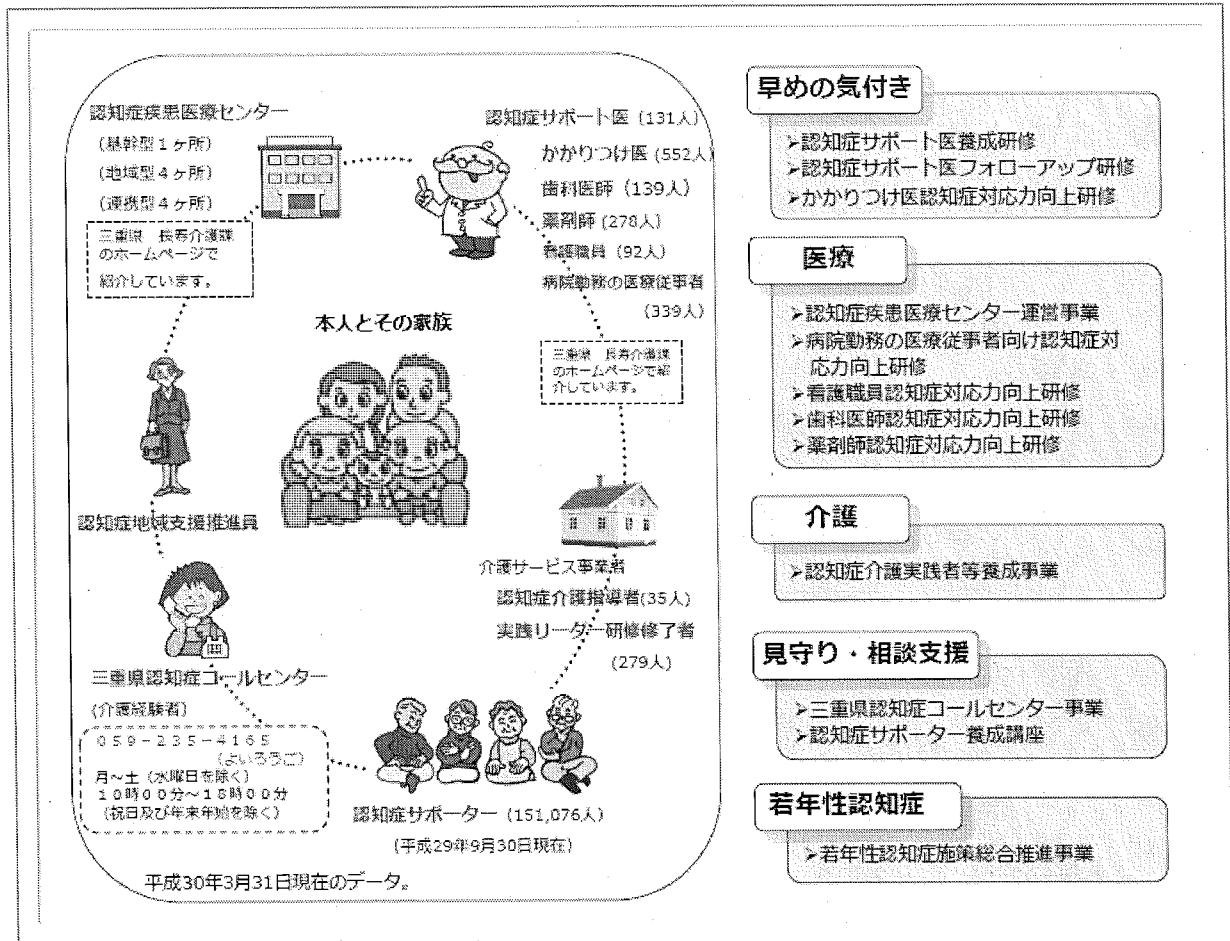 認知症疾患医療センター
(基幹型１ヶ所)
(地域型４ヶ所)
(連携型４ヶ所)
三重県　長寿介護課
のホームページで
紹介しています。
認知症サポート医 (131人)
かかりつけ医 (552人)
歯科医師 (139人)
薬剤師 (278人)
看護職員 (92人)
病院勤務の医療従事者
(339人)
三重県　長寿介護課
のホームページで紹
介しています。
本人とその家族
認知症地域支援推進員
介護サービス事業者
認知症介護指導者(35人)
実践リーダー研修修了者
(279人)
三重県認知症コールセンター
(介護経験者)
０５９－２３５－４１６５
(よいろうご)
月～土 (水曜日を除く)
１０時００分～１８時００分
(祝日及び年末年始を除く)
認知症サポーター (151,076人)
(平成29年9月30日現在)
平成30年3月31日現在のデータ。
早めの気付き
➢認知症サポート医養成研修
➢認知症サポート医フォローアップ研修
➢かかりつけ医認知症対応力向上研修
医療
➢認知症疾患医療センター運営事業
➢病院勤務の医療従事者向け認知症対
応力向上研修
➢看護職員認知症対応力向上研修
➢歯科医師認知症対応力向上研修
➢薬剤師認知症対応力向上研修
介護
➢認知症介護実践者等養成事業
見守り・相談支援
➢三重県認知症コールセンター事業
➢認知症サポーター養成講座
若年性認知症
➢若年性認知症施策総合推進事業